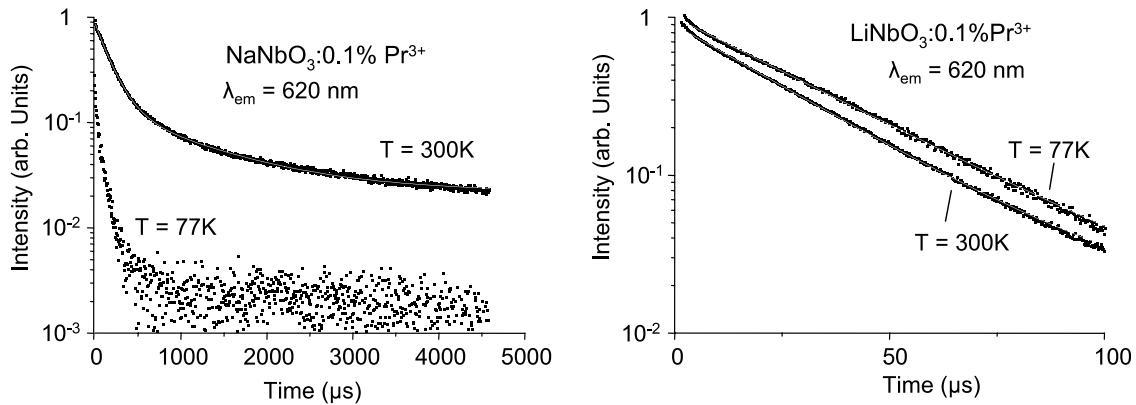 NaNbO₃:0.1% Pr³⁺
λem = 620 nm
T = 300K
T = 77K
Intensity (arb. Units)
1
10⁻¹
10⁻²
10⁻³
0 1000 2000 3000 4000 5000
Time (µs)
LiNbO₃:0.1%Pr³⁺
λem = 620 nm
T = 77K
T = 300K
Intensity (arb. Units)
1
10⁻¹
10⁻²
0 50 100
Time (µs)